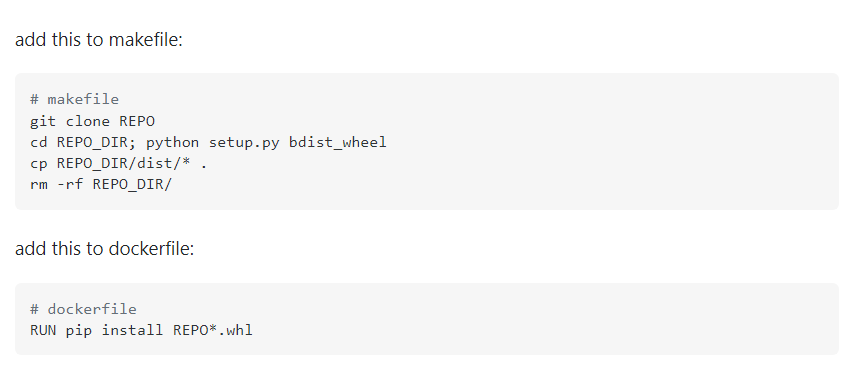 add this to makefile:
# makefile
git clone REPO
cd REPO_DIR; python setup.py bdist_wheel
cp REPO_DIR/dist/* .
rm -rf REPO_DIR/
add this to dockerfile:
# dockerfile
RUN pip install REPO*.whl